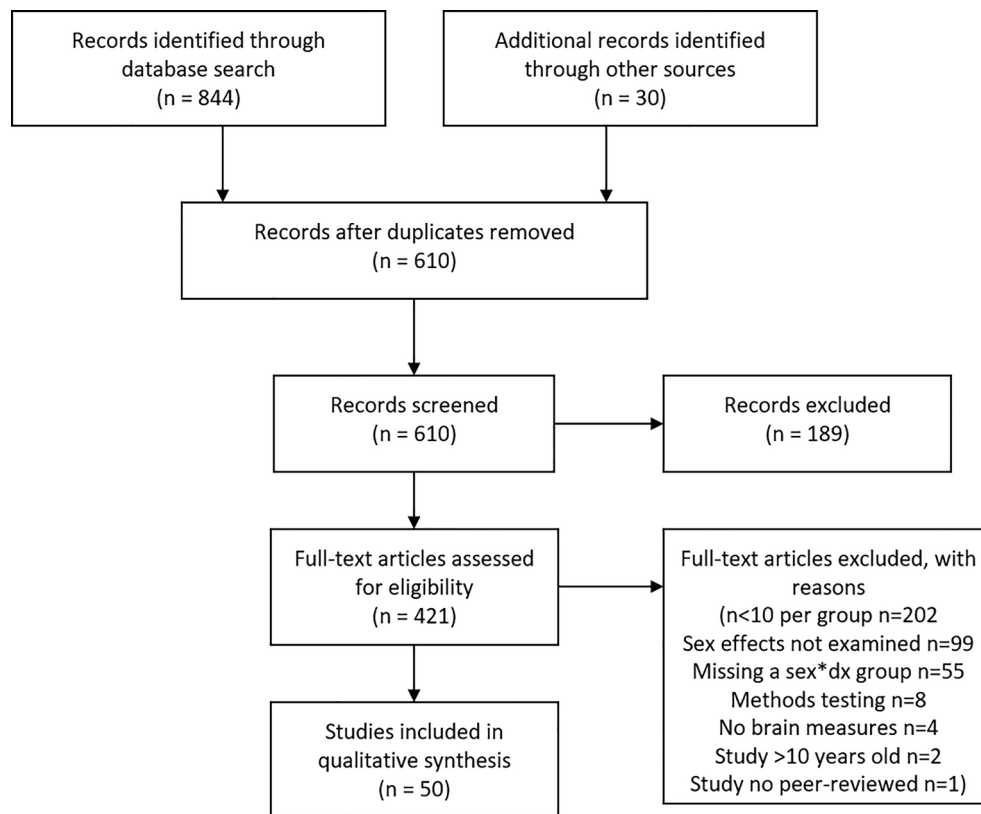 Records identified through
database search
(n = 844)
Additional records identified
through other sources
(n = 30)
Records after duplicates removed
(n = 610)
Records screened
(n = 610)
Records excluded
(n = 189)
Full-text articles assessed
for eligibility
(n = 421)
Full-text articles excluded, with
reasons
(n<10 per group n=202
Sex effects not examined n=99
Missing a sex*dx group n=55
Methods testing n=8
No brain measures n=4
Study >10 years old n=2
Study no peer-reviewed n=1)
Studies included in
qualitative synthesis
(n = 50)